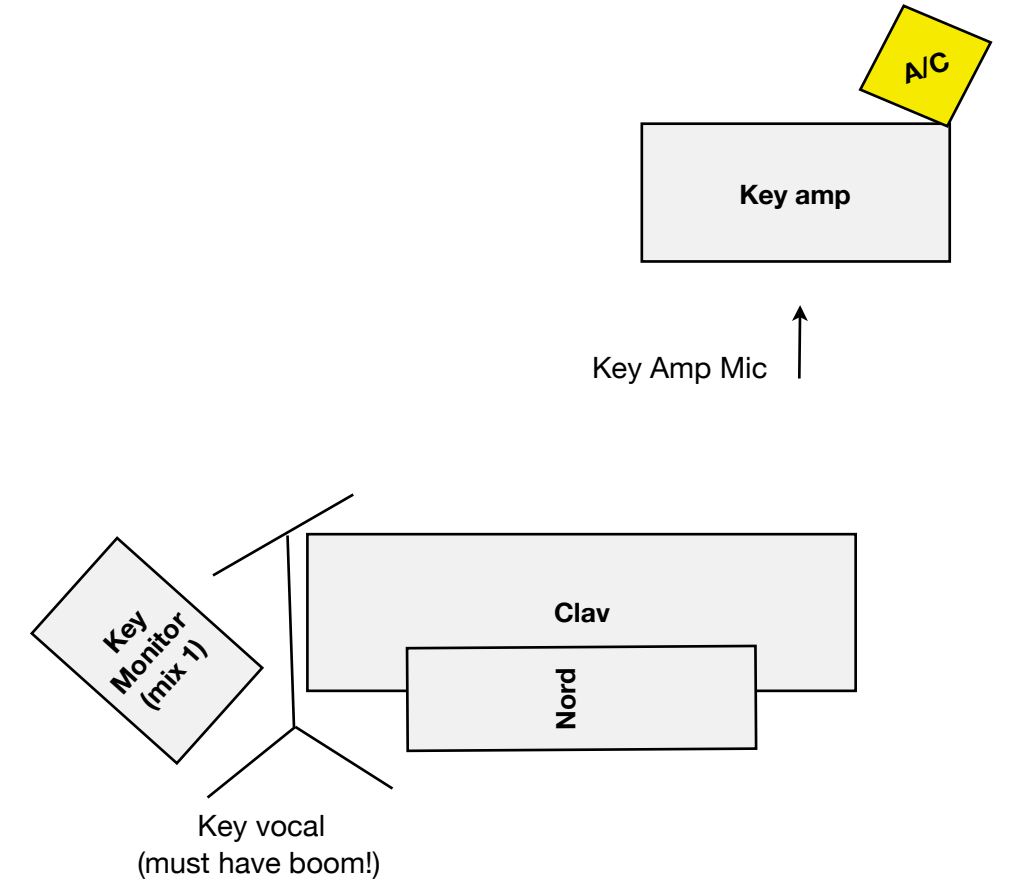 A/C
Key amp
Key Amp Mic
Clav
Key
Monitor
(mix 1)
Nord
Key vocal
(must have boom!)